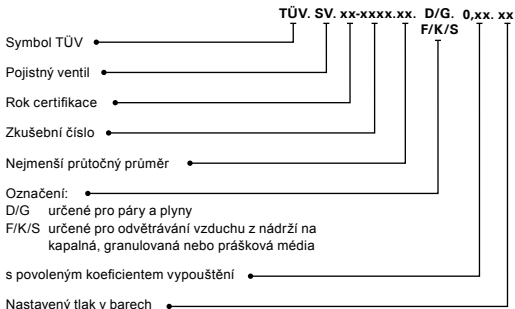 TÜV. SV. xx-xxxx.xx. D/G. 0,xx. xx
F/K/S
Symbol TÜV
Pojistný ventil
Rok certifikace
Zkušební číslo
Nejmenší průtočný průměr
Označení:
D/G určené pro páry a plyny
F/K/S určené pro odvětrávání vzduchu z nádrží na
kapalná, granulovaná nebo prášková média
s povoleným koeficientem vypouštění
Nastavený tlak v barech